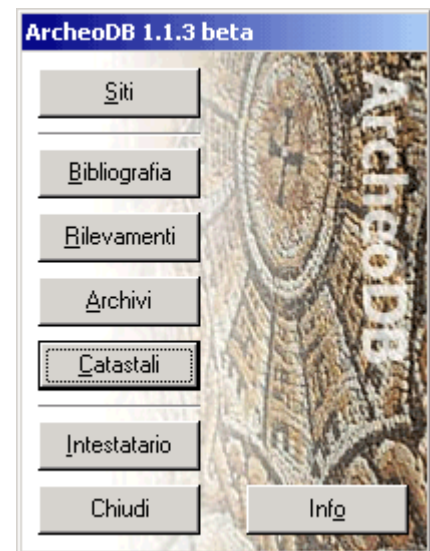 ArcheoDB 1.1.3 beta
Siti
Bibliografia
Rilevamenti
Archivi
Catastali
Intestatario
Chiudi
Info
ArcheoDB